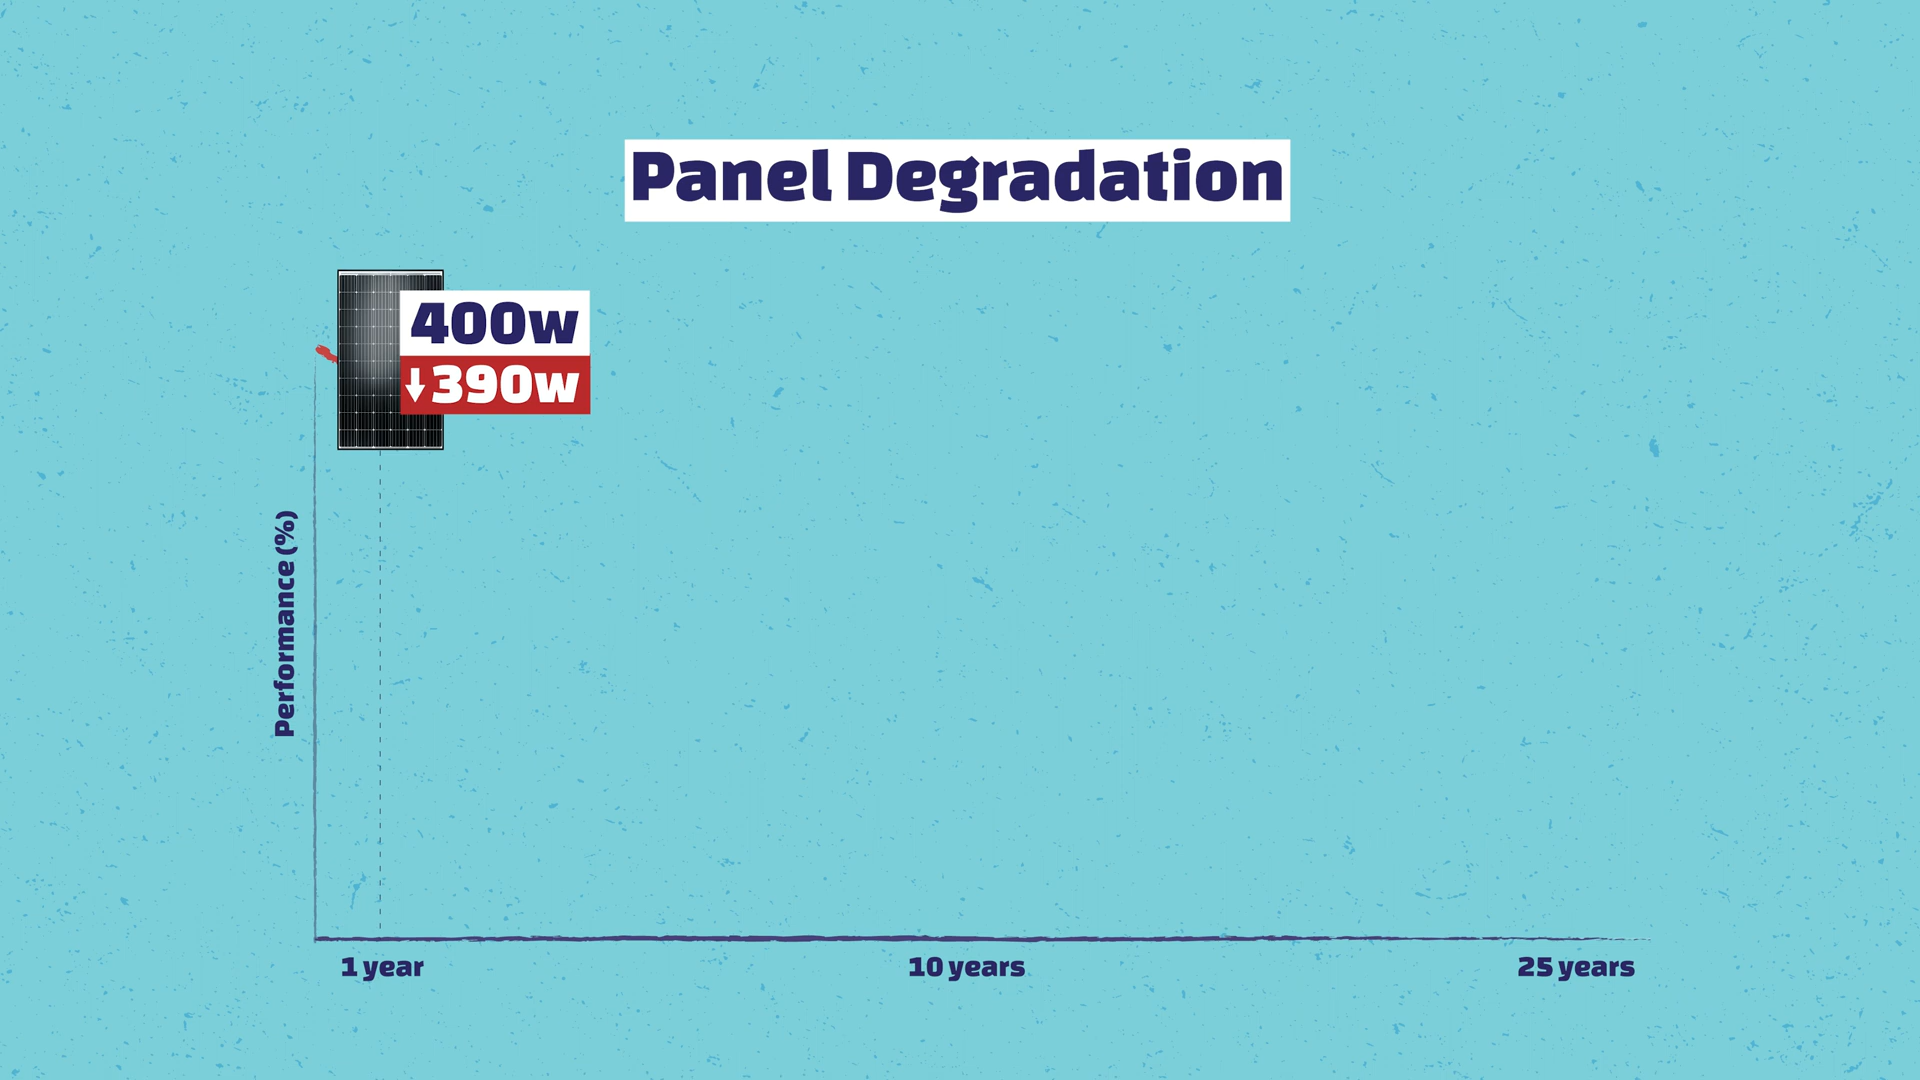 Panel Degradation
400w
↓390w
Performance (%)
1 year
10 years
25 years